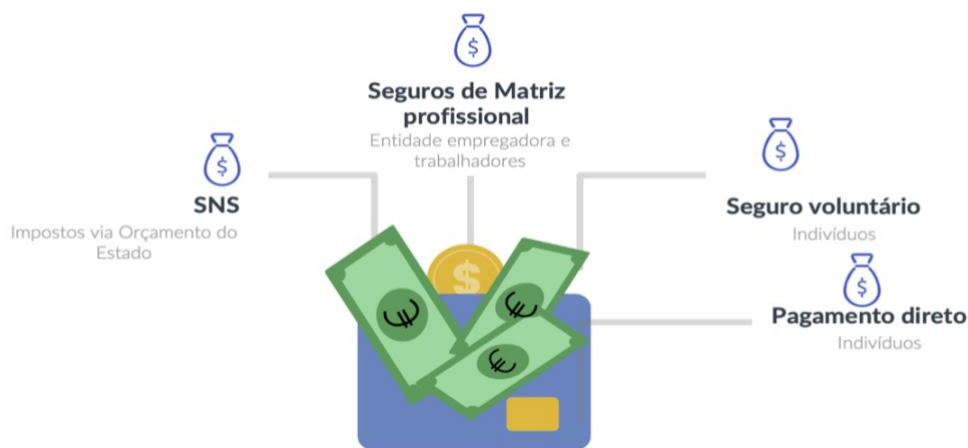 Seguros de Matriz
profissional
Entidade empregadora e
trabalhadores
SNS
Impostos via Orçamento do
Estado
Seguro voluntário
Indivíduos
Pagamento direto
Indivíduos